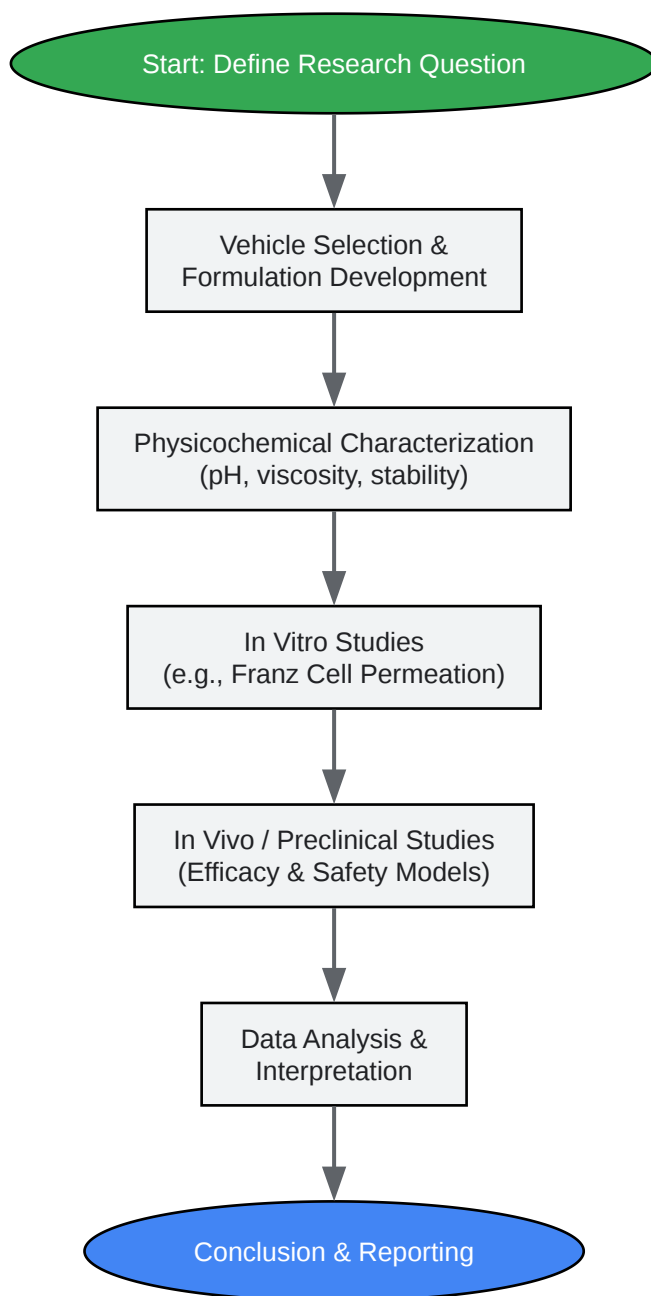 Start: Define Research Question
Vehicle Selection &
Formulation Development
Physicochemical Characterization
(pH, viscosity, stability)
In Vitro Studies
(e.g., Franz Cell Permeation)
In Vivo / Preclinical Studies
(Efficacy & Safety Models)
Data Analysis &
Interpretation
Conclusion & Reporting